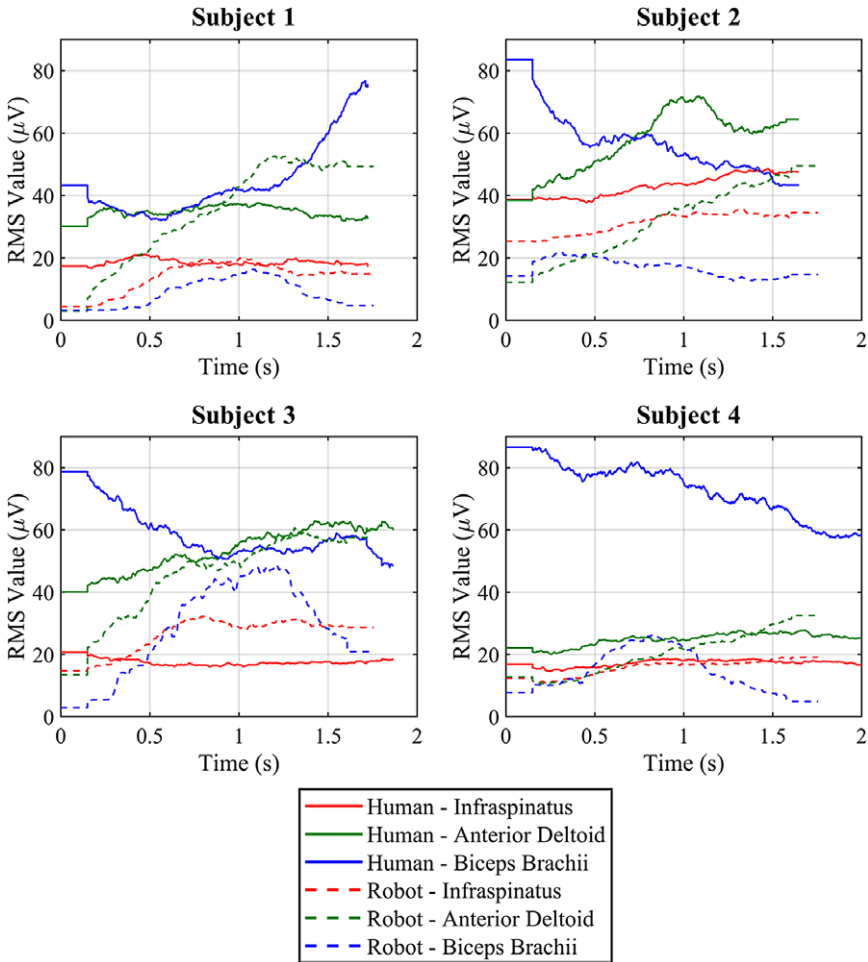 Subject 1
Subject 2
RMS Value (μV)
80
60
40
20
0
0
0.5
1
1.5
2
Time (s)
RMS Value (μV)
80
60
40
20
0
0
0.5
1
1.5
2
Time (s)
Subject 3
Subject 4
RMS Value (μV)
80
60
40
20
0
0
0.5
1
1.5
2
Time (s)
RMS Value (μV)
80
60
40
20
0
0
0.5
1
1.5
2
Time (s)
Human - Infraspinatus
Human - Anterior Deltoid
Human - Biceps Brachii
Robot - Infraspinatus
Robot - Anterior Deltoid
Robot - Biceps Brachii